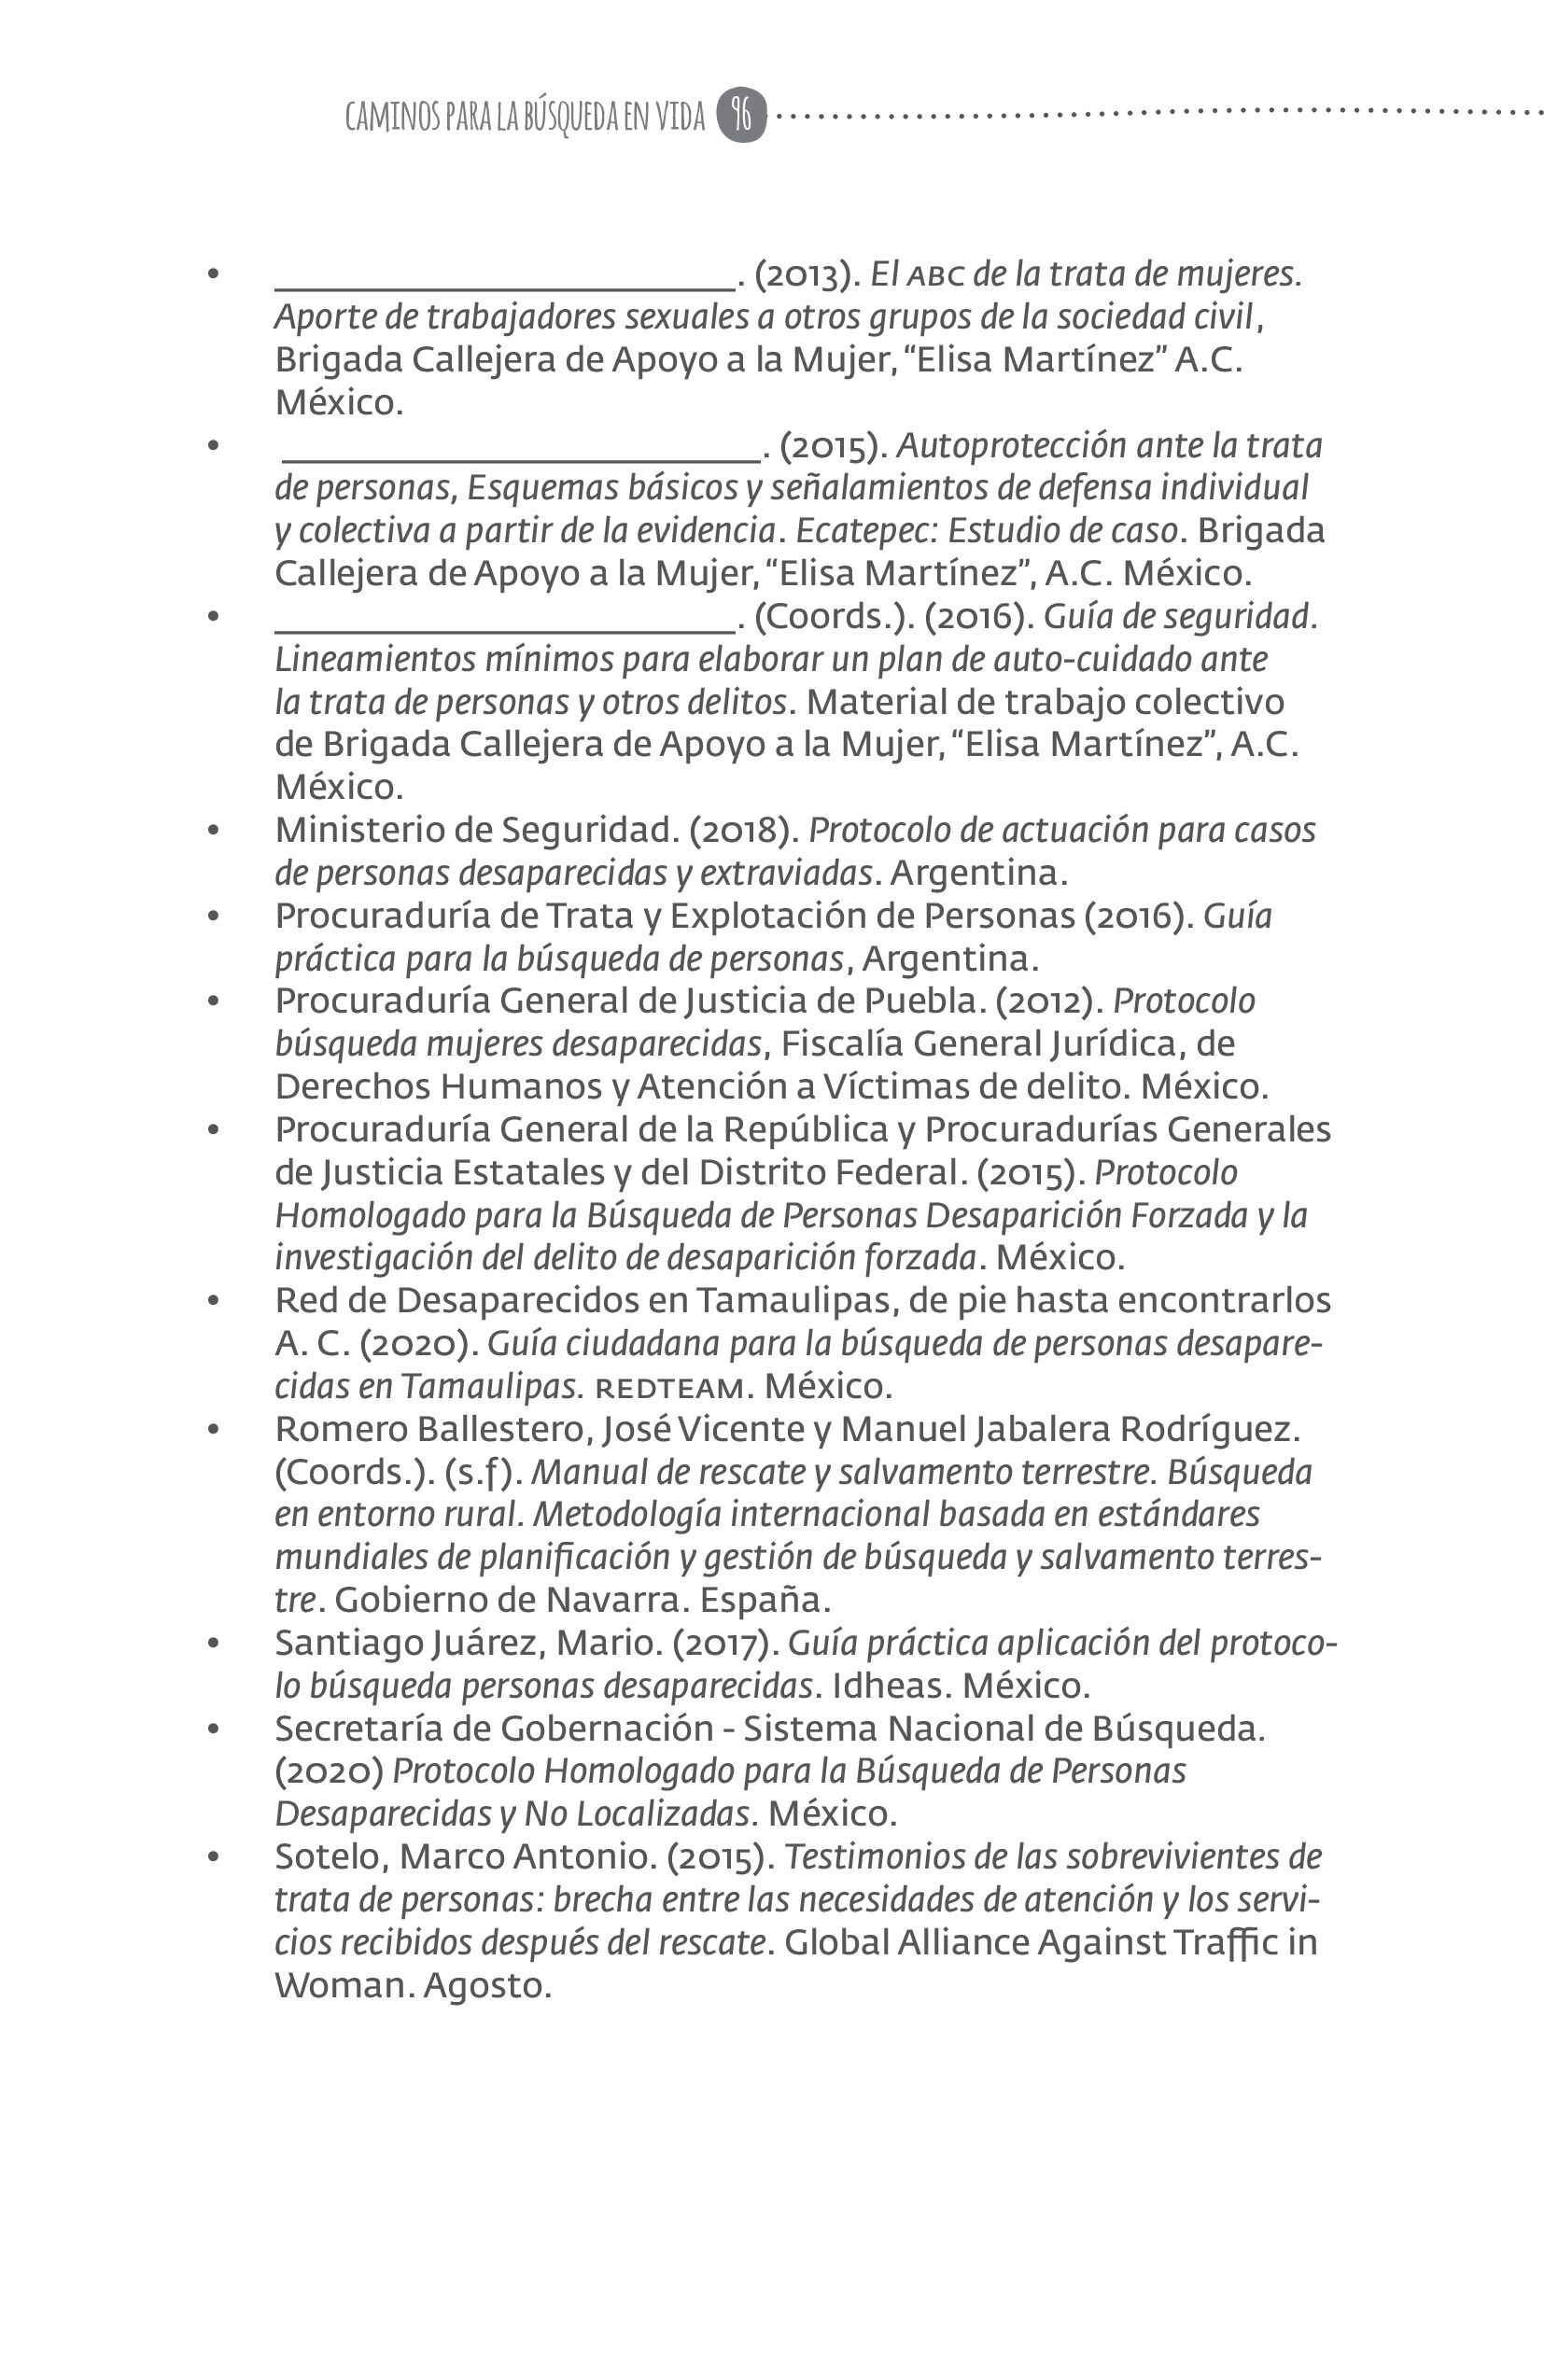 CAMINOS PARA LA BÚSQUEDA EN VIDA 96
• ________________________. (2013). El ABC de la trata de mujeres.
Aporte de trabajadores sexuales a otros grupos de la sociedad civil,
Brigada Callejera de Apoyo a la Mujer, “Elisa Martínez” A.C.
México.
• _________________________. (2015). Autoprotección ante la trata
de personas, Esquemas básicos y señalamientos de defensa individual
y colectiva a partir de la evidencia. Ecatepec: Estudio de caso. Brigada
Callejera de Apoyo a la Mujer, “Elisa Martínez”, A.C. México.
• ________________________. (Coords.). (2016). Guía de seguridad.
Lineamientos mínimos para elaborar un plan de auto-cuidado ante
la trata de personas y otros delitos. Material de trabajo colectivo
de Brigada Callejera de Apoyo a la Mujer, “Elisa Martínez”, A.C.
México.
• Ministerio de Seguridad. (2018). Protocolo de actuación para casos
de personas desaparecidas y extraviadas. Argentina.
• Procuraduría de Trata y Explotación de Personas (2016). Guía
práctica para la búsqueda de personas, Argentina.
• Procuraduría General de Justicia de Puebla. (2012). Protocolo
búsqueda mujeres desaparecidas, Fiscalía General Jurídica, de
Derechos Humanos y Atención a Víctimas de delito. México.
• Procuraduría General de la República y Procuradurías Generales
de Justicia Estatales y del Distrito Federal. (2015). Protocolo
Homologado para la Búsqueda de Personas Desaparición Forzada y la
investigación del delito de desaparición forzada. México.
• Red de Desaparecidos en Tamaulipas, de pie hasta encontrarlos
A. C. (2020). Guía ciudadana para la búsqueda de personas desapare-
cidas en Tamaulipas. REDTEAM. México.
• Romero Ballestero, José Vicente y Manuel Jabalera Rodríguez.
(Coords.). (s.f). Manual de rescate y salvamento terrestre. Búsqueda
en entorno rural. Metodología internacional basada en estándares
mundiales de planificación y gestión de búsqueda y salvamento terres-
tre. Gobierno de Navarra. España.
• Santiago Juárez, Mario. (2017). Guía práctica aplicación del protoco-
lo búsqueda personas desaparecidas. Idheas. México.
• Secretaría de Gobernación - Sistema Nacional de Búsqueda.
(2020) Protocolo Homologado para la Búsqueda de Personas
Desaparecidas y No Localizadas. México.
• Sotelo, Marco Antonio. (2015). Testimonios de las sobrevivientes de
trata de personas: brecha entre las necesidades de atención y los servi-
cios recibidos después del rescate. Global Alliance Against Traffic in
Woman. Agosto.